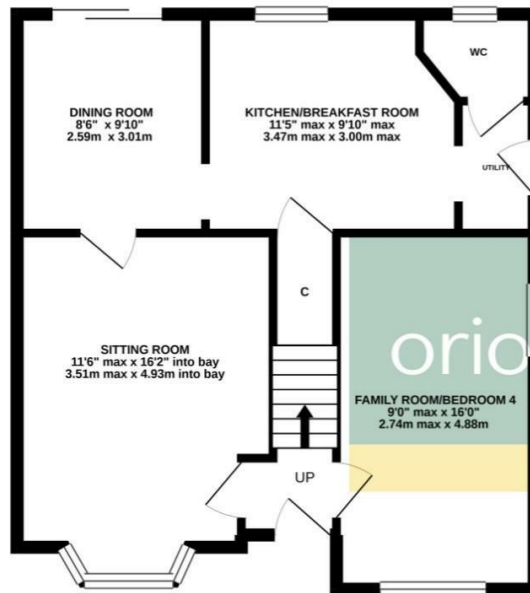 DINING ROOM
8'6" x 9'10"
2.59m x 3.01m
KITCHEN/BREAKFAST ROOM
11'5" max x 9'10" max
3.47m max x 3.00m max
WC
UTILITY
C
SITTING ROOM
11'6" max x 16'2" into bay
3.51m max x 4.93m into bay
orio
FAMILY ROOM/BEDROOM 4
9'0" max x 16'0"
2.74m max x 4.88m
UP